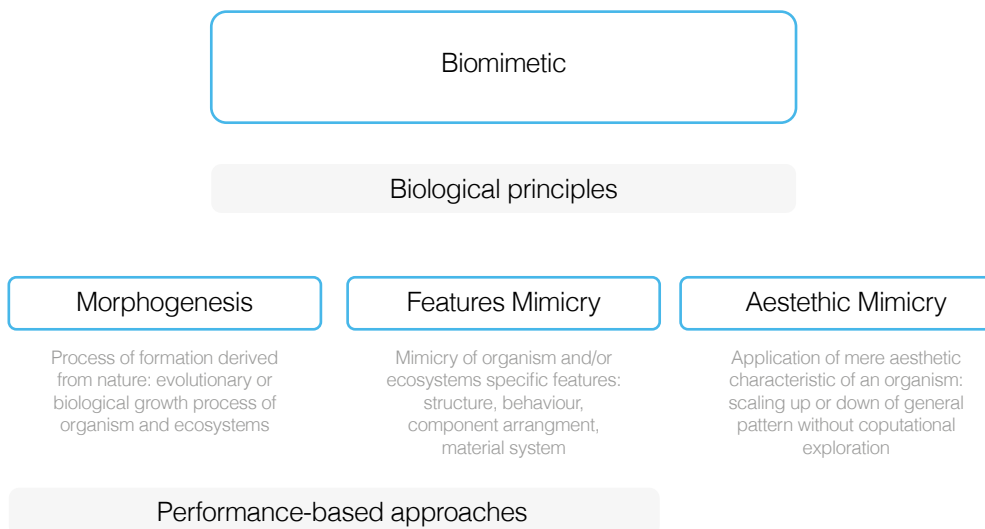 Biomimetic
Biological principles
Morphogenesis
Process of formation derived
from nature: evolutionary or
biological growth process of
organism and ecosystems
Features Mimicry
Mimicry of organism and/or
ecosystems specific features:
structure, behaviour,
component arrangment,
material system
Aestethic Mimicry
Application of mere aesthetic
characteristic of an organism:
scaling up or down of general
pattern without coputational
exploration
Performance-based approaches